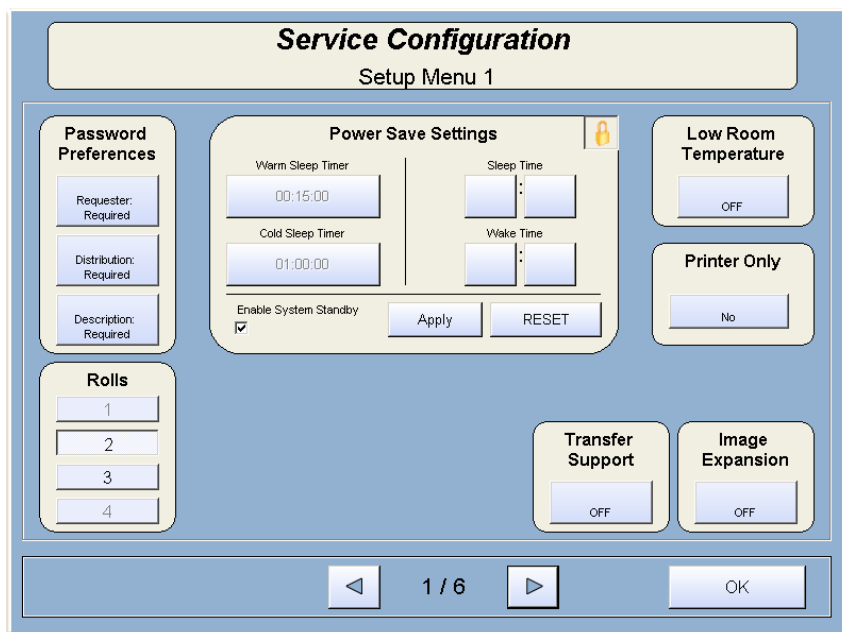 Service Configuration
Setup Menu 1
Password
Preferences
Requester:
Required
Distribution:
Required
Description:
Required
Rolls
1
2
3
4
Power Save Settings
Warm Sleep Timer
00:15:00
Cold Sleep Timer
01:00:00
Sleep Time
:
Wake Time
:
Enable System Standby
Apply
RESET
Low Room
Temperature
OFF
Printer Only
No
Transfer
Support
OFF
Image
Expansion
OFF
1 / 6
OK